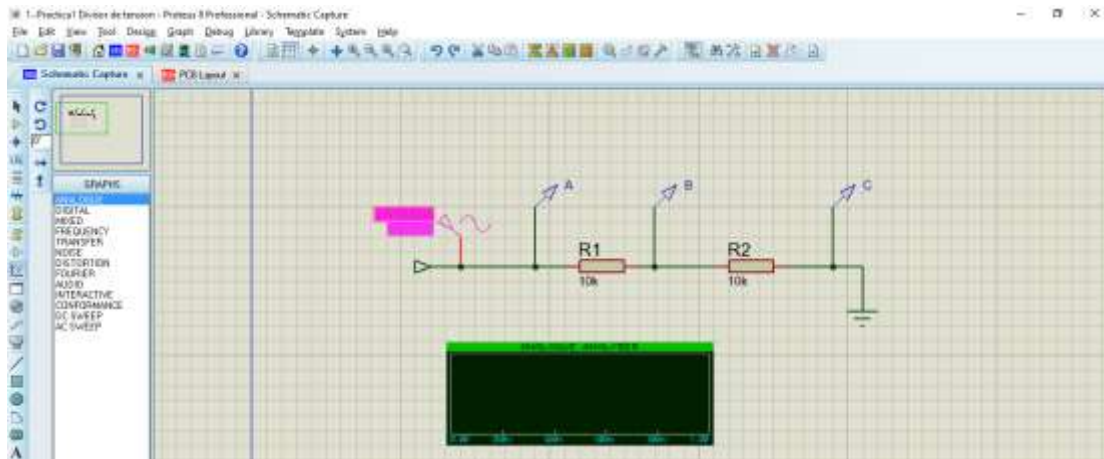 1.-Practica1 Divisor de tension - Proteus 8 Professional - Schematic Capture
File Edit View Tool Design Graph Debug Library Template System Help
Schematic Capture x PCB Layout x
GRAPHS
ANALOGUE
DIGITAL
MIXED
FREQUENCY
TRANSFER
NOISE
DISTORTION
FOURIER
AUDIO
INTERACTIVE
CONFORMANCE
DC SWEEP
AC SWEEP
A
B
C
R1
R2
10k
10k
ANALOGUE ANALYSIS
A